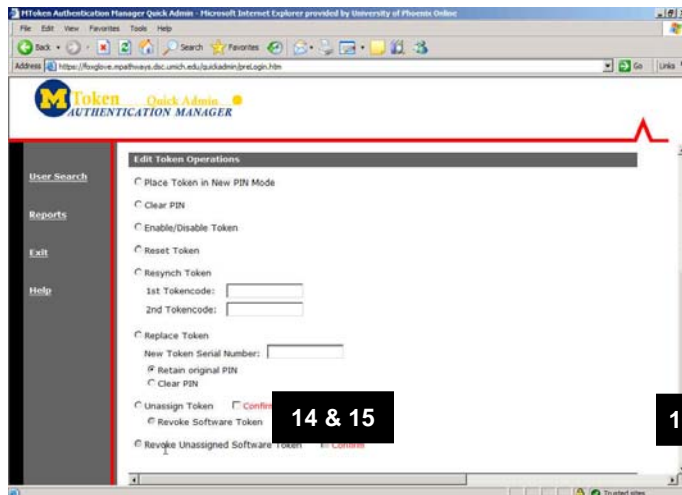 MToken Authentication Manager Quick Admin - Microsoft Internet Explorer provided by University of Phoenix Online
File Edit View Favorites Tools Help
Back Search Favorites
Address https://foxglove.mpathways.dsc.umich.edu/quickadmin/preLogin.htm Go Links
M Token Quick Admin
AUTHENTICATION MANAGER
Edit Token Operations
User Search
Place Token in New PIN Mode
Clear PIN
Reports
Enable/Disable Token
Exit
Reset Token
Resynch Token
Help
1st Tokencode:
2nd Tokencode:
Replace Token
New Token Serial Number:
Retain original PIN
Clear PIN
Unassign Token Confirm
14 & 15
1
Revoke Software Token
Revoke Unassigned Software Token Confirm
Trusted sites